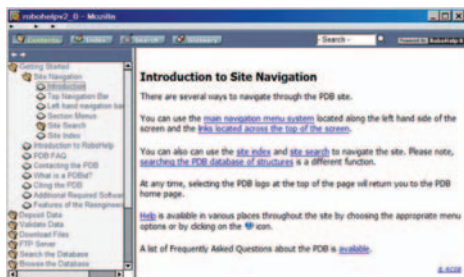 robohelpv2_0 - Mozilla
Contents Index Search Glossary - Search - Powered by RoboHelp
Getting Started
Site Navigation
Introduction
Top Navigation Bar
Left hand navigation bar
Section Menus
Site Search
Site Index
Introduction to RoboHelp
PDB FAQ
Contacting the PDB
What is a PDBid?
Citing the PDB
Additional Required Softwar
Features of the Reengineer
Deposit Data
Validate Data
Download Files
FTP Server
Search the Database
Browse the Database
Introduction to Site Navigation
There are several ways to navigate through the PDB site.
You can use the main navigation menu system located along the left hand side of the
screen and the links located across the top of the screen.
You can also can use the site index and site search to navigate the site. Please note,
searching the PDB database of structures is a different function.
At any time, selecting the PDB logo at the top of the page will return you to the PDB
home page.
Help is available in various places throughout the site by choosing the appropriate menu
options or by clicking on the icon.
A list of Frequently Asked Questions about the PDB is available.